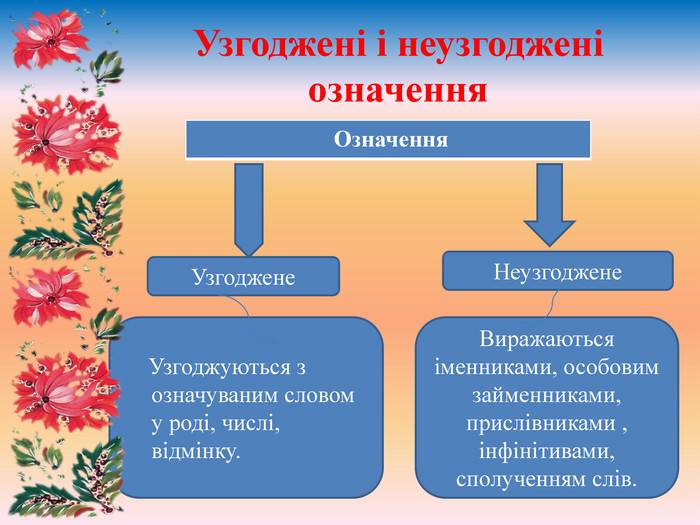 Узгоджені і неузгоджені
означення
Означення
Узгоджене
Неузгоджене
Узгоджуються з
означуваним словом
у роді, числі,
відмінку.
Виражаються
іменниками, особовим
займенниками,
прислівниками ,
інфінітивами,
сполученням слів.